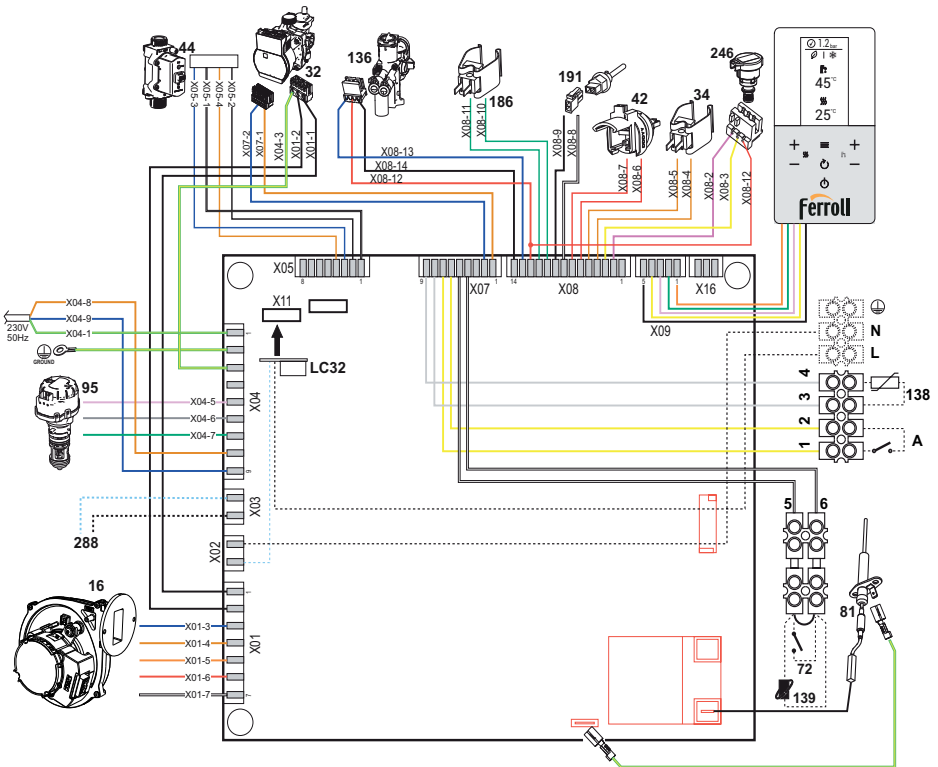 44
32
136
186
191
42
34
246
1.2 bar
45°C
25°C
h
Ferroli
X05-3
X05-1
X05-4
X05-2
X07-2
X07-1
X04-3
X01-2
X01-1
X08-13
X08-14
X08-12
X08-11
X08-10
X08-9
X08-8
X08-7
X08-6
X08-5
X08-4
X08-2
X08-3
X08-12
X05
8
1
9
X07
1
14
X08
1
5
X09
1
X16
X11
LC32
X04-8
X04-9
X04-1
230V
50Hz
GROUND
95
X04-5
X04-6
X04-7
1
X04
9
X03
288
X02
16
1
X01
7
X01-3
X01-4
X01-5
X01-6
X01-7
N
L
4
3
2
1
138
A
5
6
72
139
81